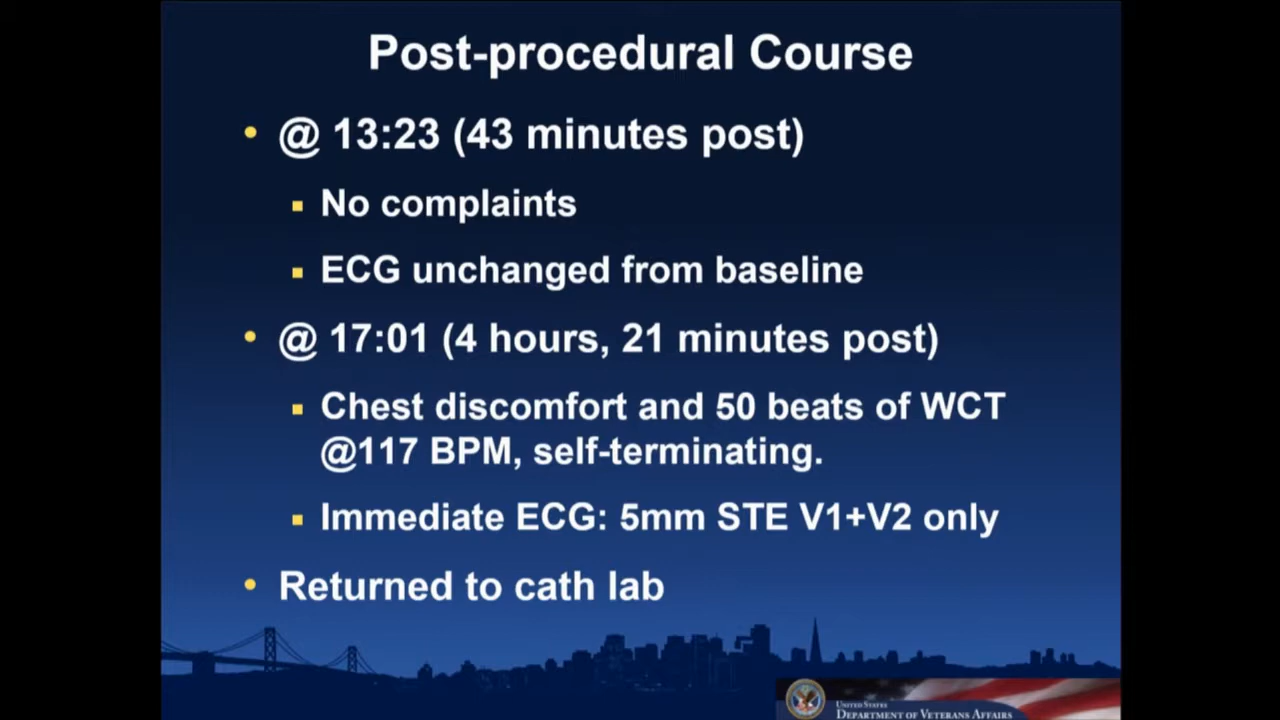 Post-procedural Course
• @ 13:23 (43 minutes post)
▪ No complaints
▪ ECG unchanged from baseline
• @ 17:01 (4 hours, 21 minutes post)
▪ Chest discomfort and 50 beats of WCT
@117 BPM, self-terminating.
▪ Immediate ECG: 5mm STE V1+V2 only
• Returned to cath lab
UNITED STATES
DEPARTMENT OF VETERANS AFFAIRS